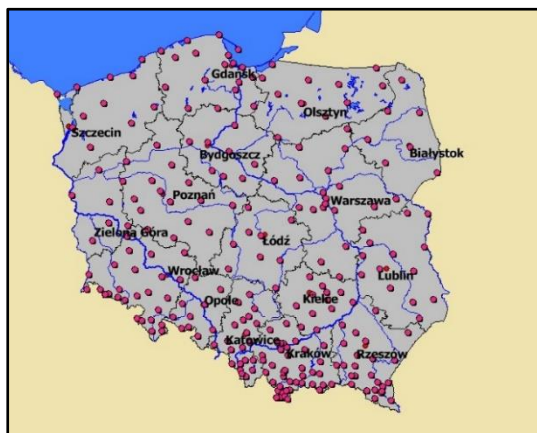 Gdańsk
Olsztyn
Szczecin
Bydgoszcz
Białystok
Poznań
Warszawa
Zielona Góra
Łódź
Wrocław
Lublin
Opole
Kielce
Katowice
Kraków
Rzeszów